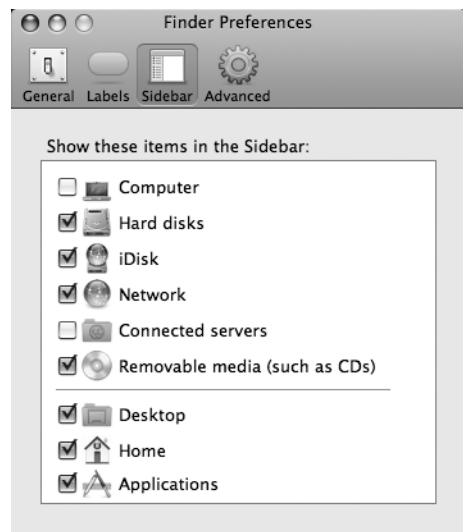 Finder Preferences
General Labels Sidebar Advanced
Show these items in the Sidebar:
Computer
Hard disks
iDisk
Network
Connected servers
Removable media (such as CDs)
Desktop
Home
Applications